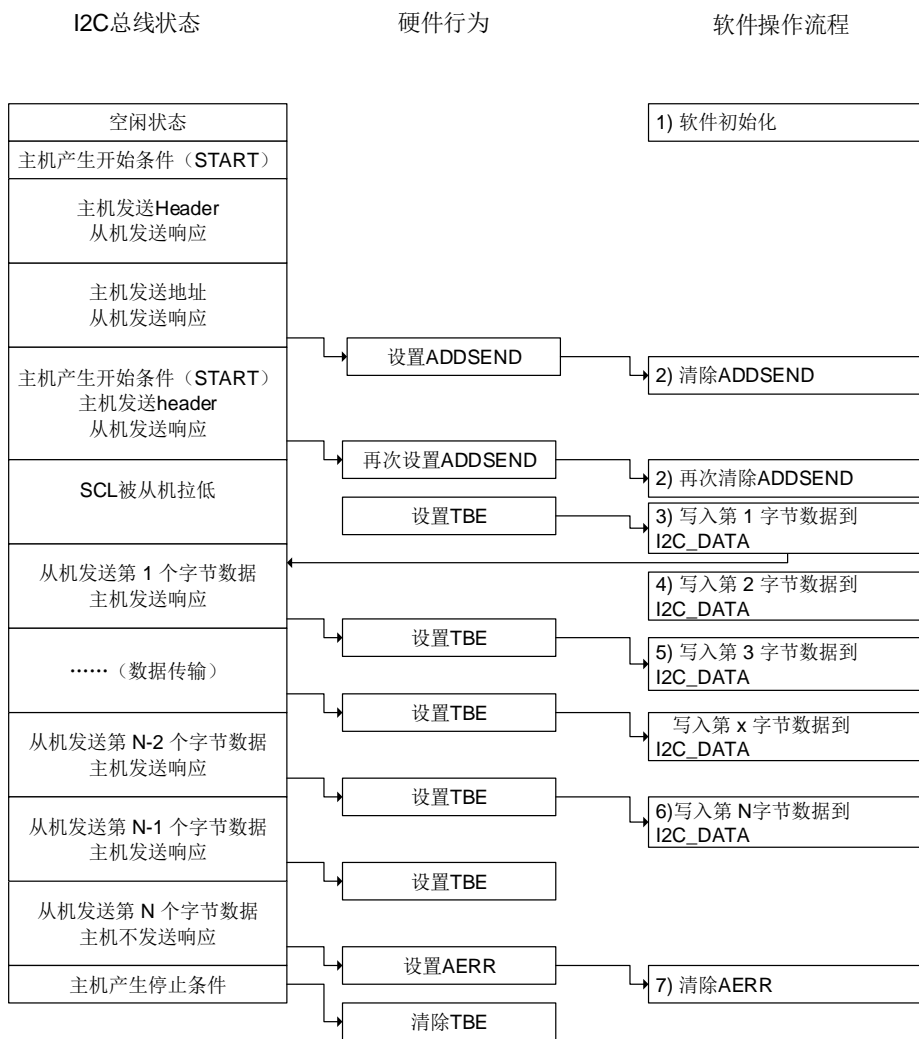 I2C总线状态
硬件行为
软件操作流程
空闲状态
1) 软件初始化
主机产生开始条件（START）
主机发送Header
从机发送响应
主机发送地址
从机发送响应
设置ADDSEND
2) 清除ADDSEND
主机产生开始条件（START）
主机发送header
从机发送响应
再次设置ADDSEND
2) 再次清除ADDSEND
SCL被从机拉低
设置TBE
3) 写入第 1 字节数据到
I2C_DATA
从机发送第 1 个字节数据
主机发送响应
4) 写入第 2 字节数据到
I2C_DATA
设置TBE
5) 写入第 3 字节数据到
I2C_DATA
……（数据传输）
设置TBE
写入第 x 字节数据到
I2C_DATA
从机发送第 N-2 个字节数据
主机发送响应
设置TBE
6)写入第 N字节数据到
I2C_DATA
从机发送第 N-1 个字节数据
主机发送响应
设置TBE
从机发送第 N 个字节数据
主机不发送响应
设置AERR
7) 清除AERR
主机产生停止条件
清除TBE